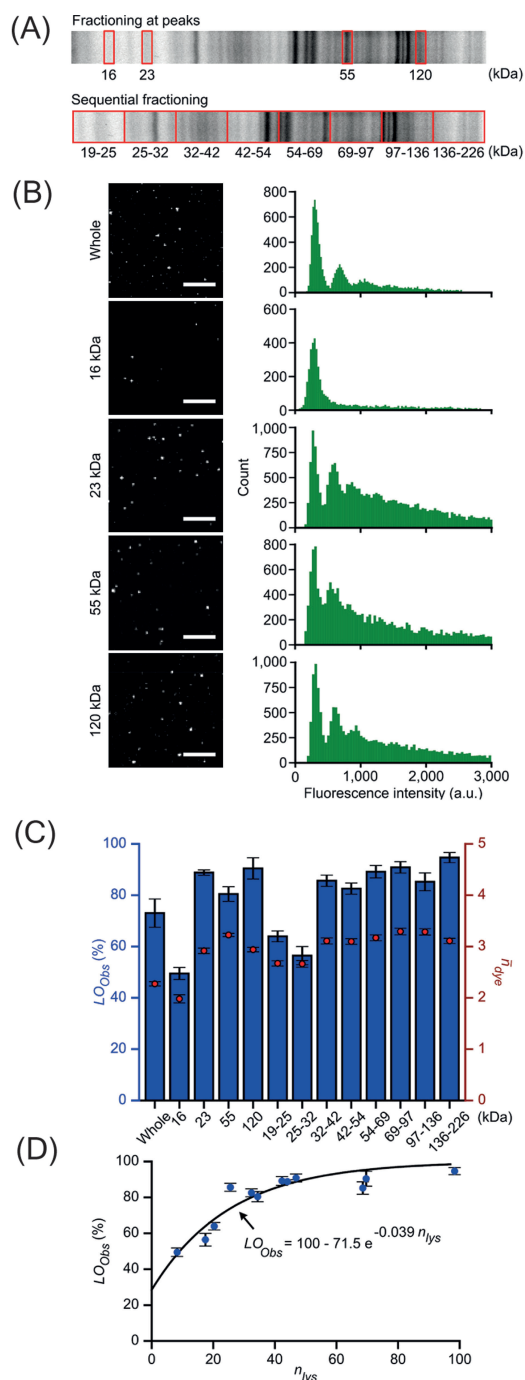 (A)
Fractioning at peaks
16 23 55 120 (kDa)
Sequential fractioning
19-25 25-32 32-42 42-54 54-69 69-97 97-136 136-226 (kDa)
(B)
Whole
800
600
400
200
0
16 kDa
600
400
200
0
23 kDa
Count
1,000
750
500
250
0
55 kDa
800
600
400
200
0
120 kDa
1,000
750
500
250
0
0 1,000 2,000 3,000
Fluorescence intensity (a.u.)
(C)
100
80
60
40
20
0
LO_Obs (%)
5
4
3
2
1
0
n̄_dye
Whole 16 23 55 120 19-25 25-32 32-42 42-54 54-69 69-97 97-136 136-226 (kDa)
(D)
100
80
60
40
20
0
LO_Obs (%)
LO_Obs = 100 - 71.5 e^-0.039 n_lys
0 20 40 60 80 100
n_lys